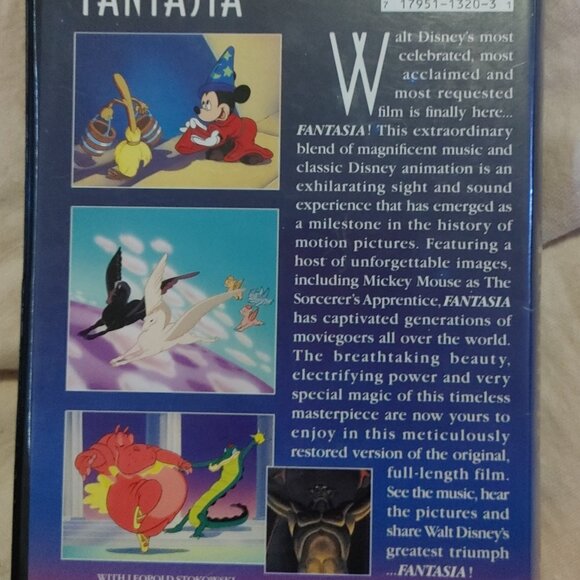 FANTASIA
7 17951-1320-3 1
Walt Disney's most
celebrated, most
acclaimed and
most requested
film is finally here...
FANTASIA! This extraordinary
blend of magnificent music and
classic Disney animation is an
exhilarating sight and sound
experience that has emerged as
a milestone in the history of
motion pictures. Featuring a
host of unforgettable images,
including Mickey Mouse as The
Sorcerer's Apprentice, FANTASIA
has captivated generations of
moviegoers all over the world.
The breathtaking beauty,
electrifying power and very
special magic of this timeless
masterpiece are now yours to
enjoy in this meticulously
restored version of the original,
full-length film.
See the music, hear
the pictures and
share Walt Disney's
greatest triumph
...FANTASIA!
WITH LEOPOLD STOKOWSKI